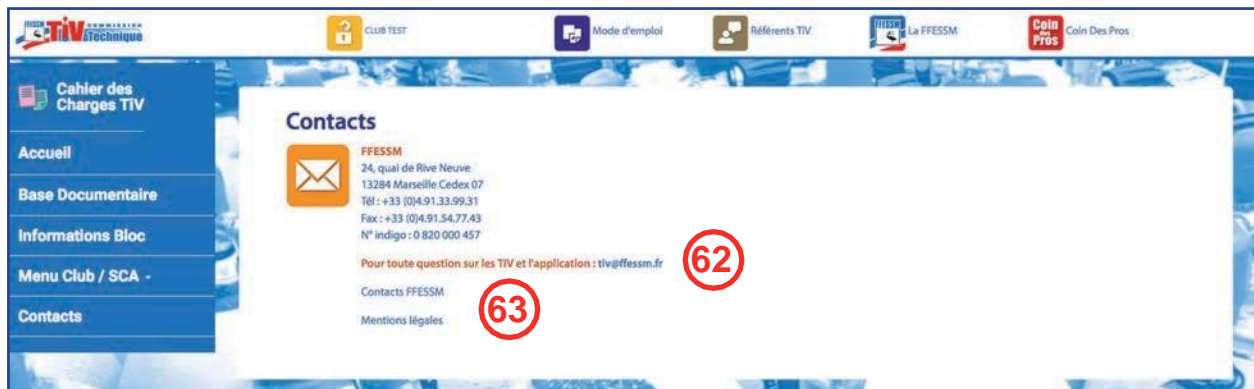 FFESSM TiV COMMISSION Technique
CLUB TEST
Mode d'emploi
Référents TIV
FFESSM
La FFESSM
Coin des Pros
Coin Des Pros
Cahier des
Charges TIV
Accueil
Base Documentaire
Informations Bloc
Menu Club / SCA -
Contacts
Contacts
FFESSM
24, quai de Rive Neuve
13284 Marseille Cedex 07
Tél : +33 (0)4.91.33.99.31
Fax : +33 (0)4.91.54.77.43
N° indigo : 0 820 000 457
Pour toute question sur les TIV et l'application : tiv@ffessm.fr
62
Contacts FFESSM
63
Mentions légales